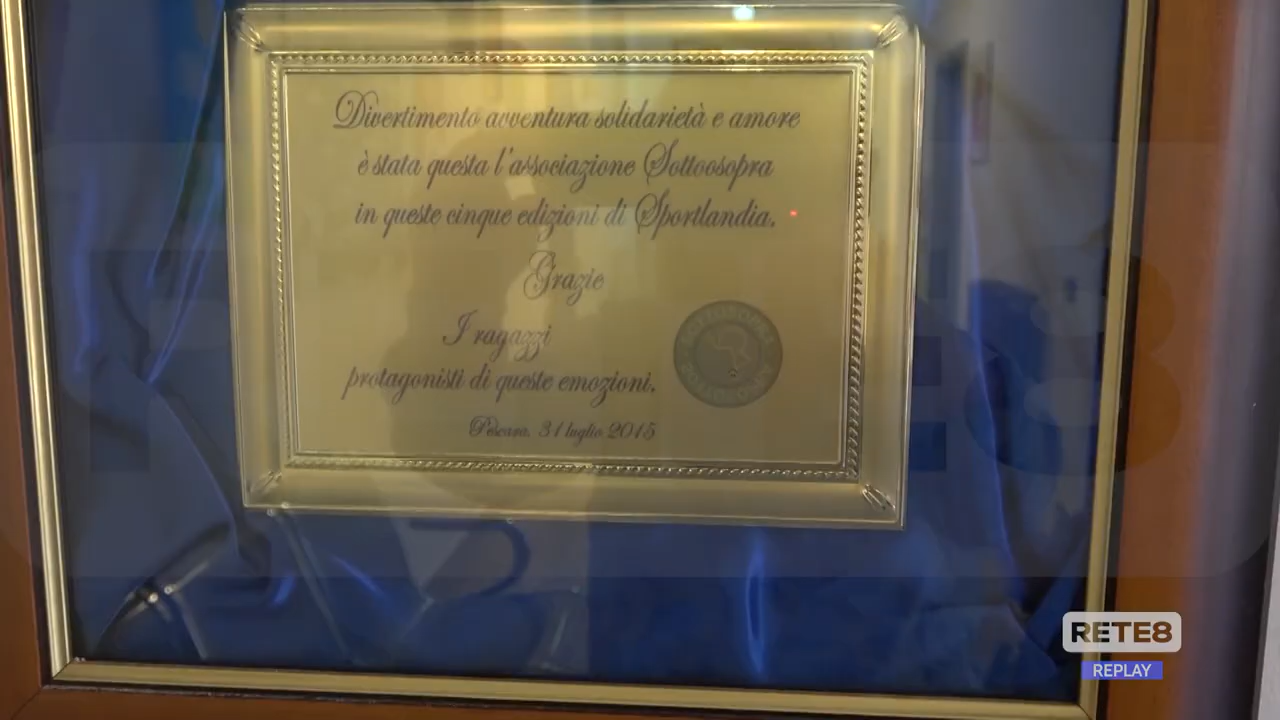 Divertimento avventura solidarietà e amore
è stata questa l'associazione Sottoosopra
in queste cinque edizioni di Sportlandia.
Grazie
I ragazzi
protagonisti di queste emozioni.
Pescara, 31 luglio 2015
RETE8
REPLAY